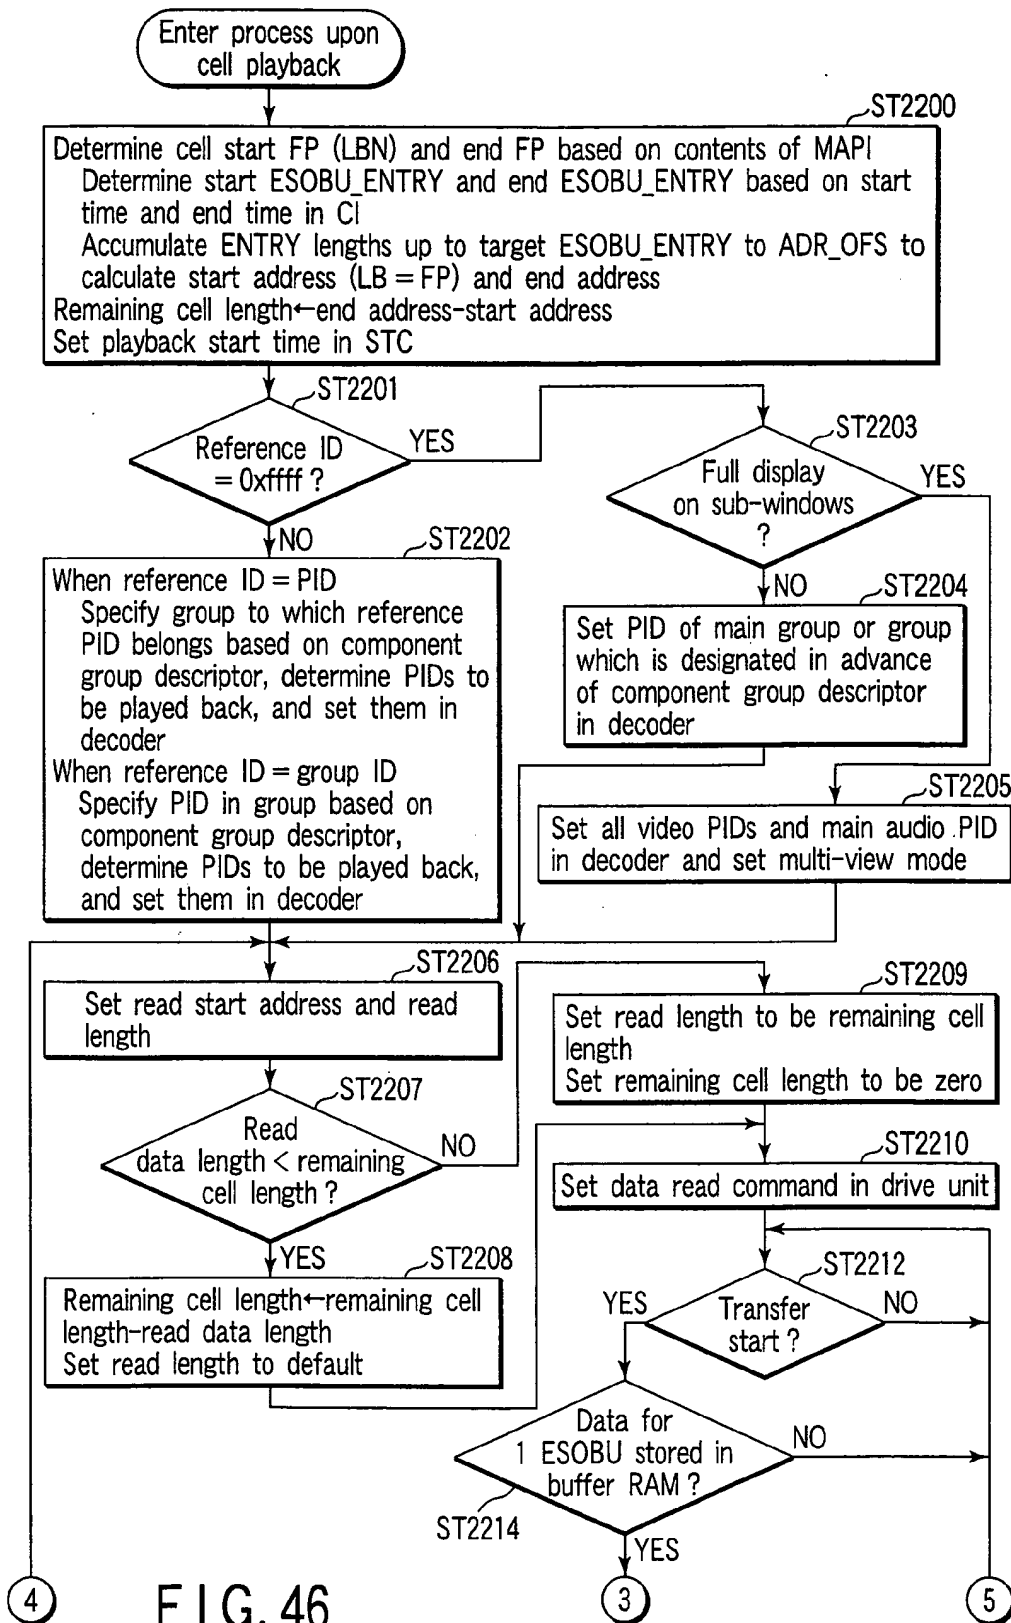 Enter process upon
cell playback
ST2200
Determine cell start FP (LBN) and end FP based on contents of MAPI
Determine start ESOBU_ENTRY and end ESOBU_ENTRY based on start
time and end time in CI
Accumulate ENTRY lengths up to target ESOBU_ENTRY to ADR_OFS to
calculate start address (LB = FP) and end address
Remaining cell length←end address-start address
Set playback start time in STC
ST2201
Reference ID
= 0xffff ?
YES
NO
ST2203
Full display
on sub-windows
?
YES
NO
ST2202
When reference ID = PID
Specify group to which reference
PID belongs based on component
group descriptor, determine PIDs to
be played back, and set them in
decoder
When reference ID = group ID
Specify PID in group based on
component group descriptor,
determine PIDs to be played back,
and set them in decoder
ST2204
Set PID of main group or group
which is designated in advance
of component group descriptor
in decoder
ST2205
Set all video PIDs and main audio PID
in decoder and set multi-view mode
ST2206
Set read start address and read
length
ST2207
Read
data length < remaining
cell length ?
NO
YES
ST2208
Remaining cell length←remaining cell
length-read data length
Set read length to default
ST2209
Set read length to be remaining cell
length
Set remaining cell length to be zero
ST2210
Set data read command in drive unit
ST2212
Transfer
start ?
YES
NO
Data for
1 ESOBU stored in
buffer RAM ?
NO
ST2214
YES
4
3
5
FIG. 46